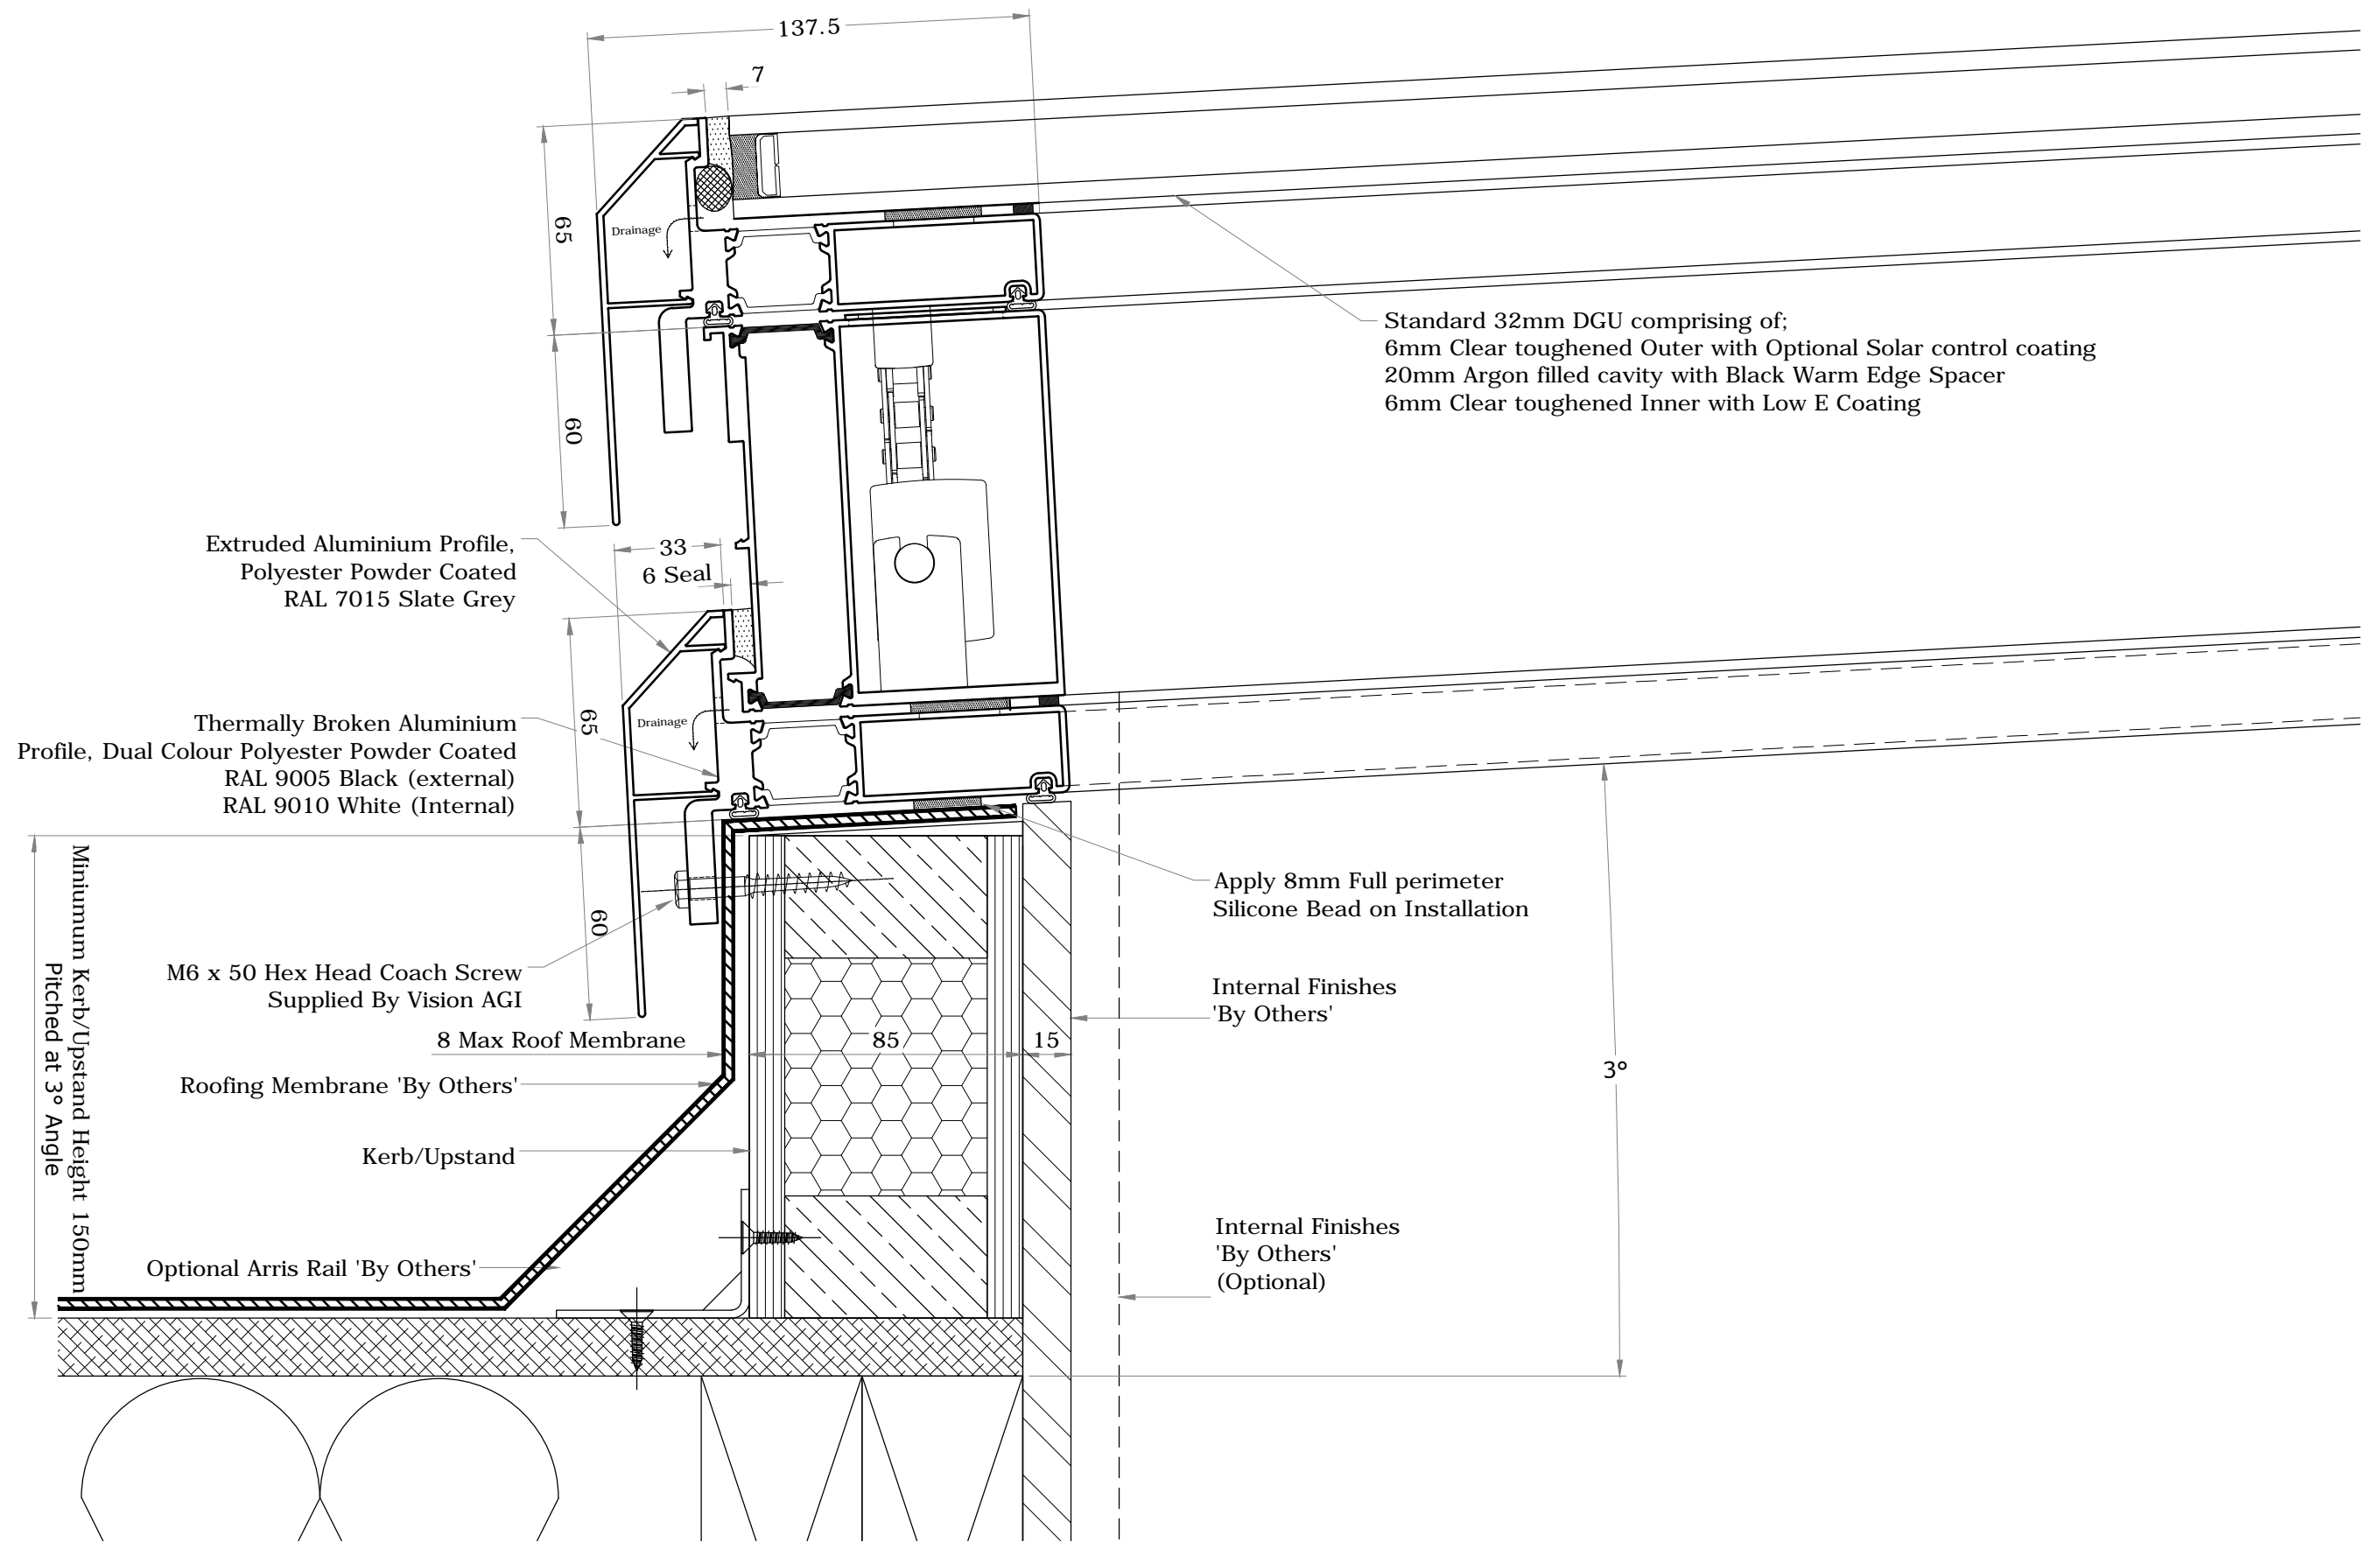 137.5
7
65
Drainage
Standard 32mm DGU comprising of;
6mm Clear toughened Outer with Optional Solar control coating
20mm Argon filled cavity with Black Warm Edge Spacer
6mm Clear toughened Inner with Low E Coating
60
Extruded Aluminium Profile,
Polyester Powder Coated
RAL 7015 Slate Grey
33
6 Seal
65
Drainage
Thermally Broken Aluminium
Profile, Dual Colour Polyester Powder Coated
RAL 9005 Black (external)
RAL 9010 White (Internal)
Miniumum Kerb/Upstand Height 150mm
Pitched at 3° Angle
60
Apply 8mm Full perimeter
Silicone Bead on Installation
M6 x 50 Hex Head Coach Screw
Supplied By Vision AGI
Internal Finishes
'By Others'
8 Max Roof Membrane
85
15
3°
Roofing Membrane 'By Others'
Kerb/Upstand
Internal Finishes
'By Others'
(Optional)
Optional Arris Rail 'By Others'